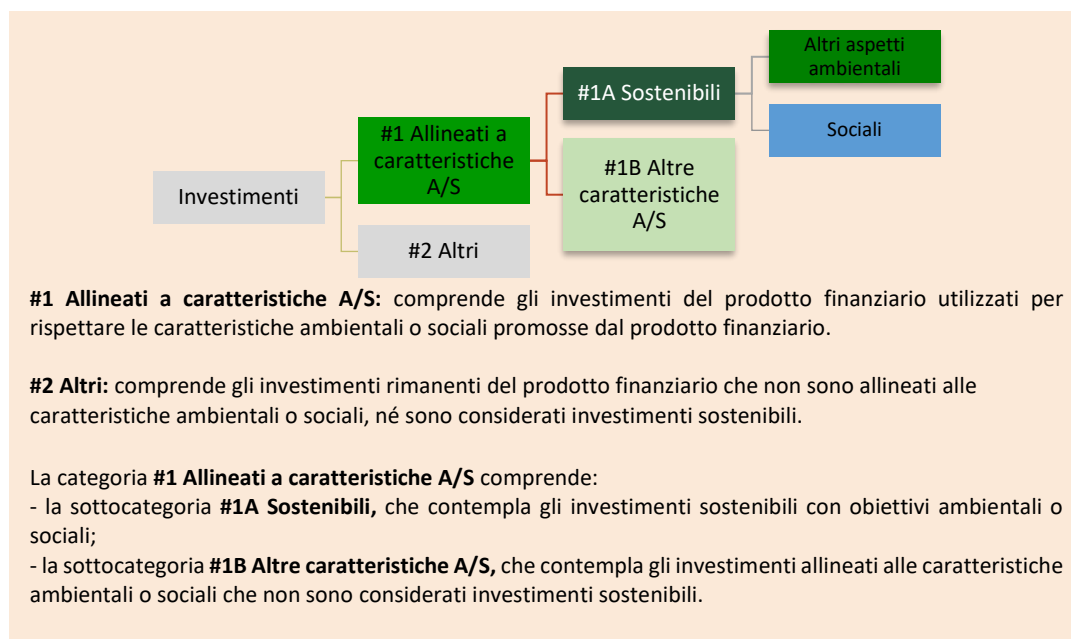 Altri aspetti
ambientali
#1A Sostenibili
#1 Allineati a
caratteristiche
A/S
Sociali
#1B Altre
caratteristiche
A/S
Investimenti
#2 Altri
#1 Allineati a caratteristiche A/S: comprende gli investimenti del prodotto finanziario utilizzati per
rispettare le caratteristiche ambientali o sociali promosse dal prodotto finanziario.
#2 Altri: comprende gli investimenti rimanenti del prodotto finanziario che non sono allineati alle
caratteristiche ambientali o sociali, né sono considerati investimenti sostenibili.
La categoria #1 Allineati a caratteristiche A/S comprende:
- la sottocategoria #1A Sostenibili, che contempla gli investimenti sostenibili con obiettivi ambientali o
sociali;
- la sottocategoria #1B Altre caratteristiche A/S, che contempla gli investimenti allineati alle caratteristiche
ambientali o sociali che non sono considerati investimenti sostenibili.